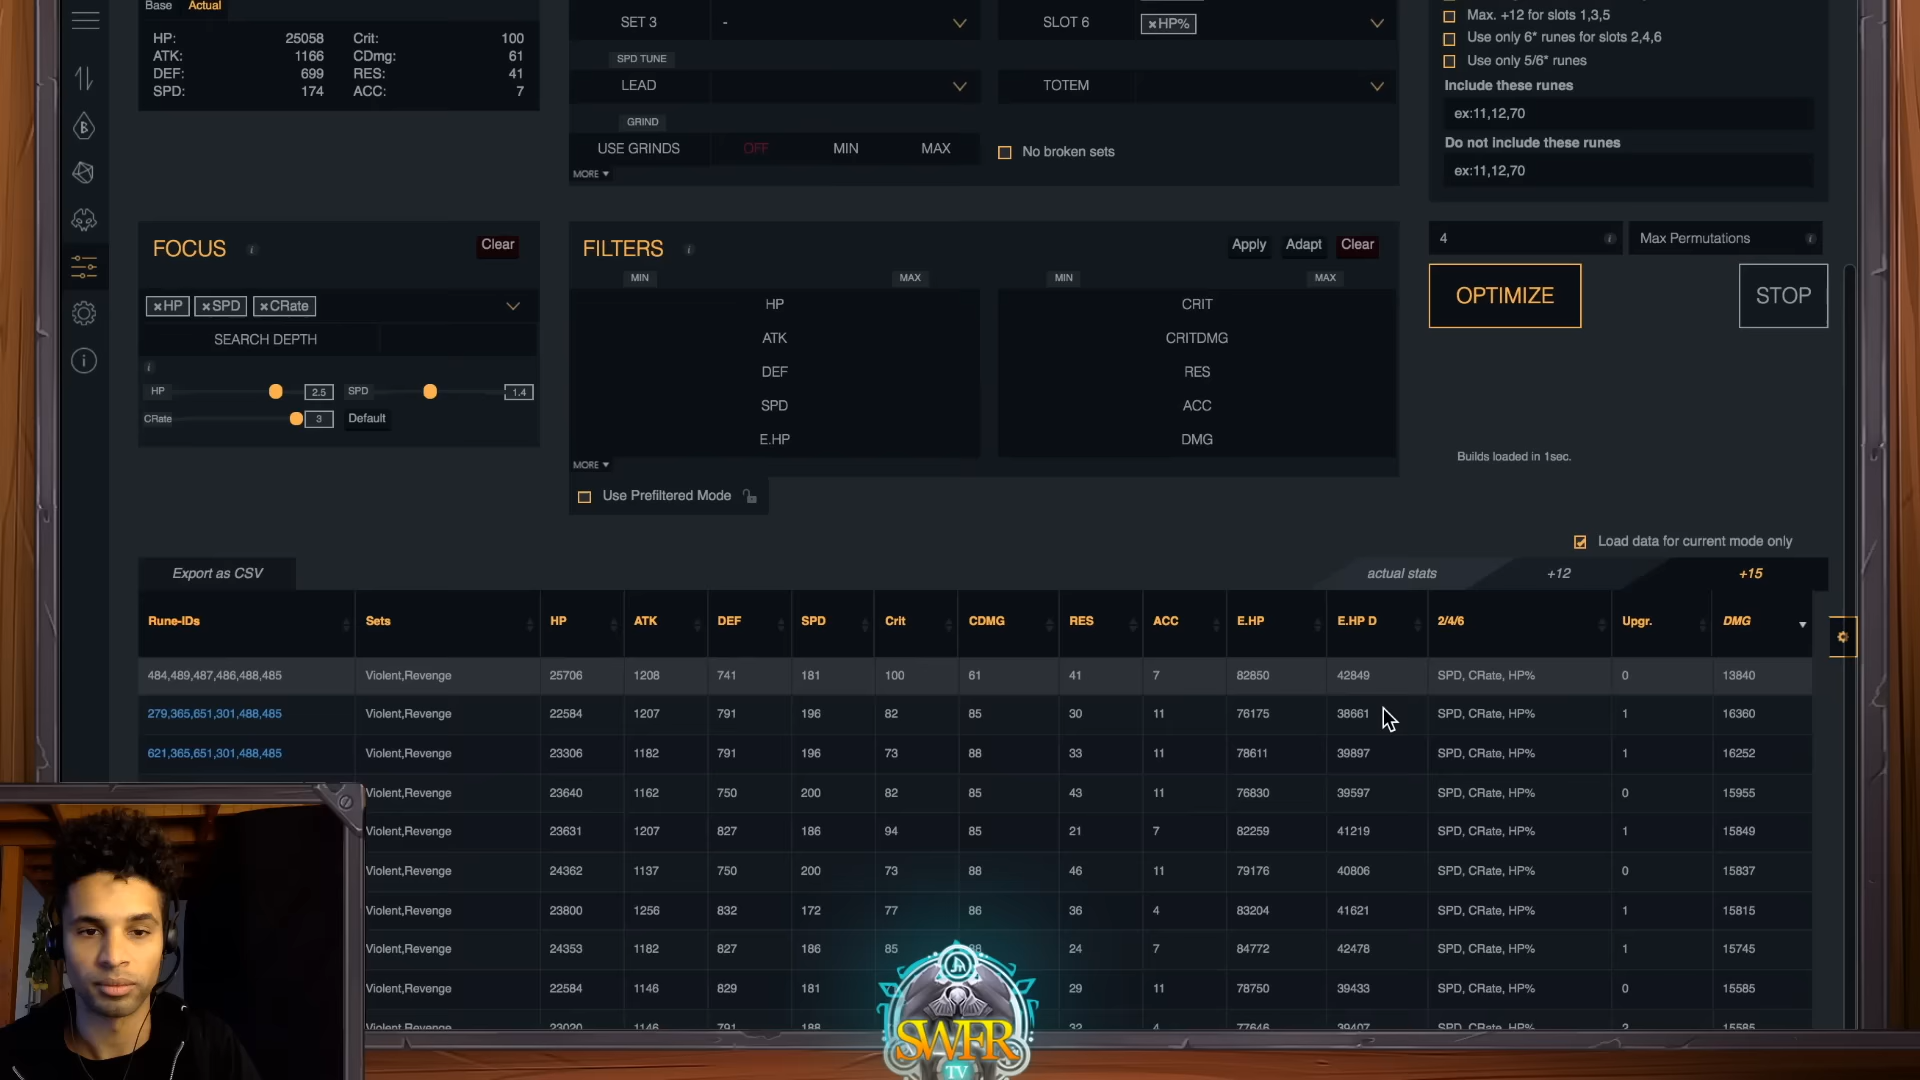 Base Actual
HP: 25058 Crit: 100
ATK: 1166 CDmg: 61
DEF: 699 RES: 41
SPD: 174 ACC: 7
SET 3 -
SLOT 6 ×HP%
SPD TUNE
LEAD
TOTEM
GRIND
USE GRINDS OFF MIN MAX
No broken sets
MORE ▾
Max. +12 for slots 1,3,5
Use only 6* runes for slots 2,4,6
Use only 5/6* runes
Include these runes
ex:11,12,70
Do not include these runes
ex:11,12,70
FOCUS i Clear
×HP ×SPD ×CRate
SEARCH DEPTH
i
HP 2.5 SPD 1.4
CRate 3 Default
FILTERS i Apply Adapt Clear
MIN MAX MIN MAX
HP CRIT
ATK CRITDMG
DEF RES
SPD ACC
E.HP DMG
MORE ▾
Use Prefiltered Mode
4 i Max Permutations i
OPTIMIZE STOP
Builds loaded in 1sec.
Load data for current mode only
Export as CSV actual stats +12 +15
Rune-IDs Sets HP ATK DEF SPD Crit CDMG RES ACC E.HP E.HP D 2/4/6 Upgr. DMG
484,489,487,486,488,485 Violent,Revenge 25706 1208 741 181 100 61 41 7 82850 42849 SPD, CRate, HP% 0 13840
279,365,651,301,488,485 Violent,Revenge 22584 1207 791 196 82 85 30 11 76175 38661 SPD, CRate, HP% 1 16360
621,365,651,301,488,485 Violent,Revenge 23306 1182 791 196 73 88 33 11 78611 39897 SPD, CRate, HP% 1 16252
Violent,Revenge 23640 1162 750 200 82 85 43 11 76830 39597 SPD, CRate, HP% 0 15955
Violent,Revenge 23631 1207 827 186 94 85 21 7 82259 41219 SPD, CRate, HP% 1 15849
Violent,Revenge 24362 1137 750 200 73 88 46 11 79176 40806 SPD, CRate, HP% 0 15837
Violent,Revenge 23800 1256 832 172 77 86 36 4 83204 41621 SPD, CRate, HP% 1 15815
Violent,Revenge 24353 1182 827 186 85 24 7 84772 42478 SPD, CRate, HP% 1 15745
Violent,Revenge 22584 1146 829 181 29 11 78750 39433 SPD, CRate, HP% 0 15585
Violent,Revenge 23020 1146 791 188 32 4 77646 39407 SPD, CRate, HP% 2 15585
SWFR
TV